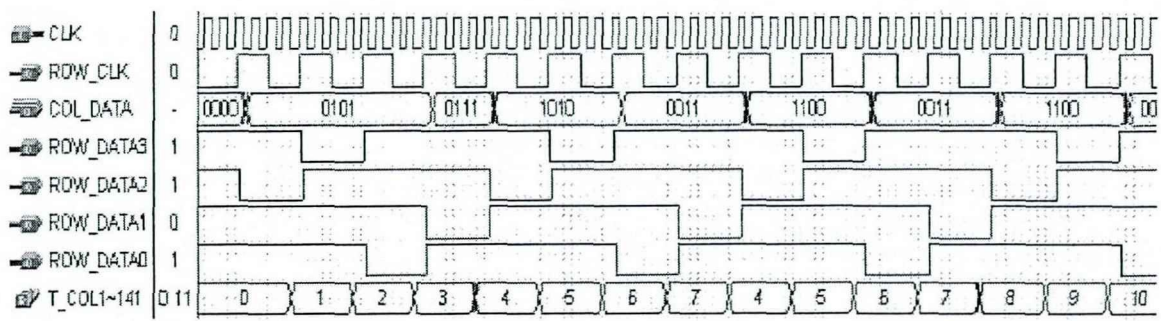 CLK 0
ROW_CLK 0
COL_DATA - 0000 0101 0111 1010 0011 1100 0011 1100 00
ROW_DATA3 1
ROW_DATA2 1
ROW_DATA1 0
ROW_DATA0 1
T_COL1~141 D 11 0 1 2 3 4 5 6 7 4 5 6 7 8 9 10